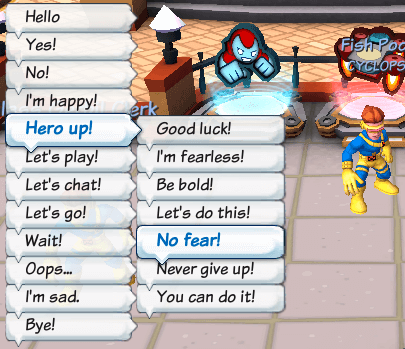 Hello
Yes!
No!
I'm happy!
Hero up!
Let's play!
Let's chat!
Let's go!
Wait!
Oops...
I'm sad.
Bye!
Good luck!
I'm fearless!
Be bold!
Let's do this!
No fear!
Never give up!
You can do it!
Fish Poo
CYCLOPS
erk